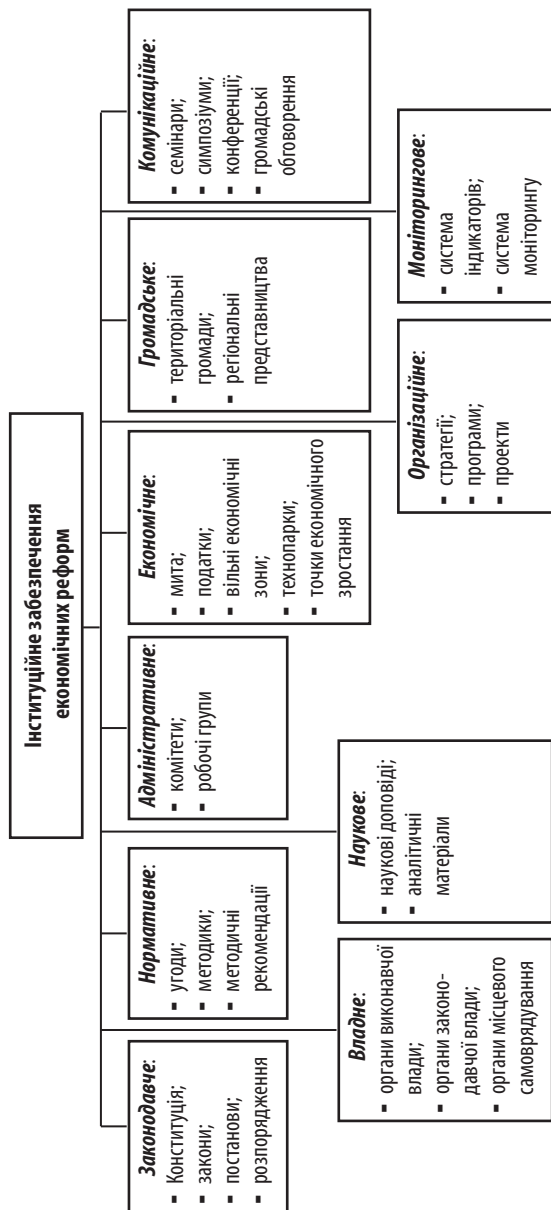 Інституційне забезпечення
економічних реформ
Законодавче:
▪ Конституція;
▪ закони;
▪ постанови;
▪ розпорядження
Нормативне:
▪ угоди;
▪ методики;
▪ методичні
рекомендації
Адміністративне:
▪ комітети;
▪ робочі групи
Економічне:
▪ мита;
▪ податки;
▪ вільні економічні
зони;
▪ технопарки;
▪ точки економічного
зростання
Громадське:
▪ територіальні
громади;
▪ регіональні
представництва
Комунікаційне:
▪ семінари;
▪ симпозіуми;
▪ конференції;
▪ громадські
обговорення
Владне:
▪ органи виконавчої
влади;
▪ органи законо-
давчої влади;
▪ органи місцевого
самоврядування
Наукове:
▪ наукові доповіді;
▪ аналітичні
матеріали
Організаційне:
▪ стратегії;
▪ програми;
▪ проекти
Моніторингове:
▪ система
індикаторів;
▪ система
моніторингу